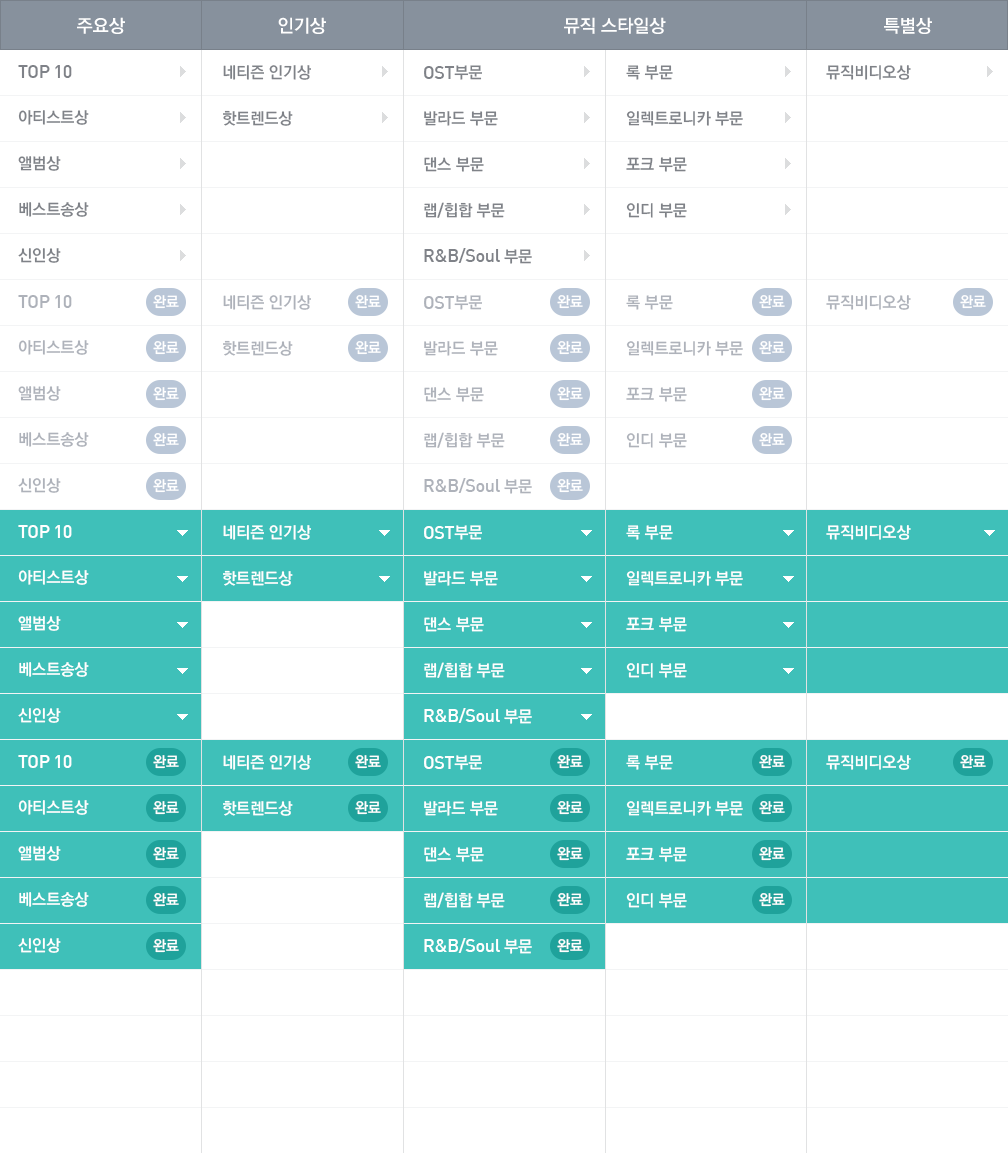 주요상 인기상 뮤직 스타일상 특별상
TOP 10 네티즌 인기상 OST부문 록 부문 뮤직비디오상
아티스트상 핫트렌드상 발라드 부문 일렉트로니카 부문
앨범상 댄스 부문 포크 부문
베스트송상 랩/힙합 부문 인디 부문
신인상 R&B/Soul 부문
TOP 10 완료 네티즌 인기상 완료 OST부문 완료 록 부문 완료 뮤직비디오상 완료
아티스트상 완료 핫트렌드상 완료 발라드 부문 완료 일렉트로니카 부문 완료
앨범상 완료 댄스 부문 완료 포크 부문 완료
베스트송상 완료 랩/힙합 부문 완료 인디 부문 완료
신인상 완료 R&B/Soul 부문 완료
TOP 10 네티즌 인기상 OST부문 록 부문 뮤직비디오상
아티스트상 핫트렌드상 발라드 부문 일렉트로니카 부문
앨범상 댄스 부문 포크 부문
베스트송상 랩/힙합 부문 인디 부문
신인상 R&B/Soul 부문
TOP 10 완료 네티즌 인기상 완료 OST부문 완료 록 부문 완료 뮤직비디오상 완료
아티스트상 완료 핫트렌드상 완료 발라드 부문 완료 일렉트로니카 부문 완료
앨범상 완료 댄스 부문 완료 포크 부문 완료
베스트송상 완료 랩/힙합 부문 완료 인디 부문 완료
신인상 완료 R&B/Soul 부문 완료